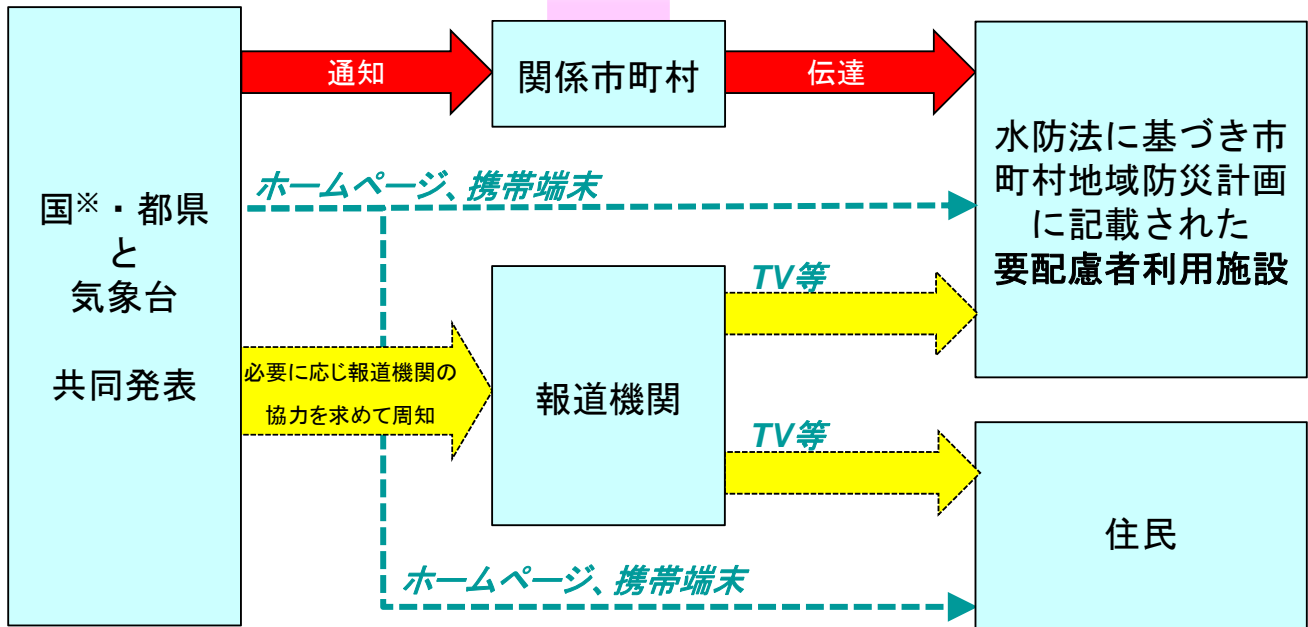 国※・都県
と
気象台
共同発表
通知
関係市町村
伝達
水防法に基づき市
町村地域防災計画
に記載された
要配慮者利用施設
ホームページ、携帯端末
TV等
必要に応じ報道機関の
協力を求めて周知
報道機関
TV等
住民
ホームページ、携帯端末